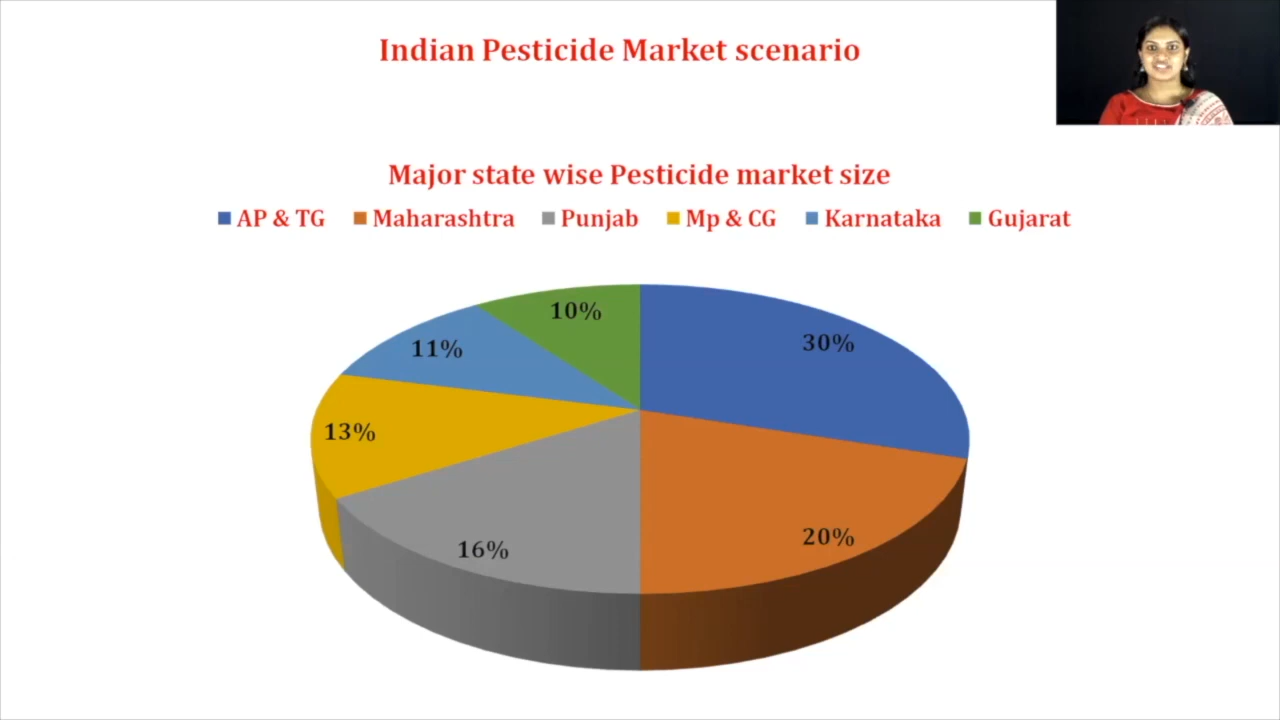 Indian Pesticide Market scenario
Major state wise Pesticide market size
AP & TG Maharashtra Punjab Mp & CG Karnataka Gujarat
10%
30%
11%
13%
20%
16%